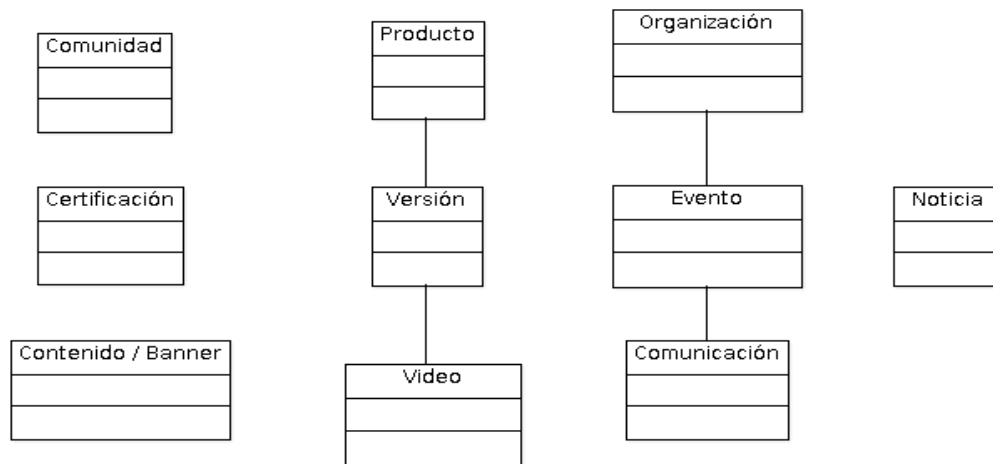 Comunidad
Producto
Organización
Certificación
Versión
Evento
Noticia
Contenido / Banner
Video
Comunicación